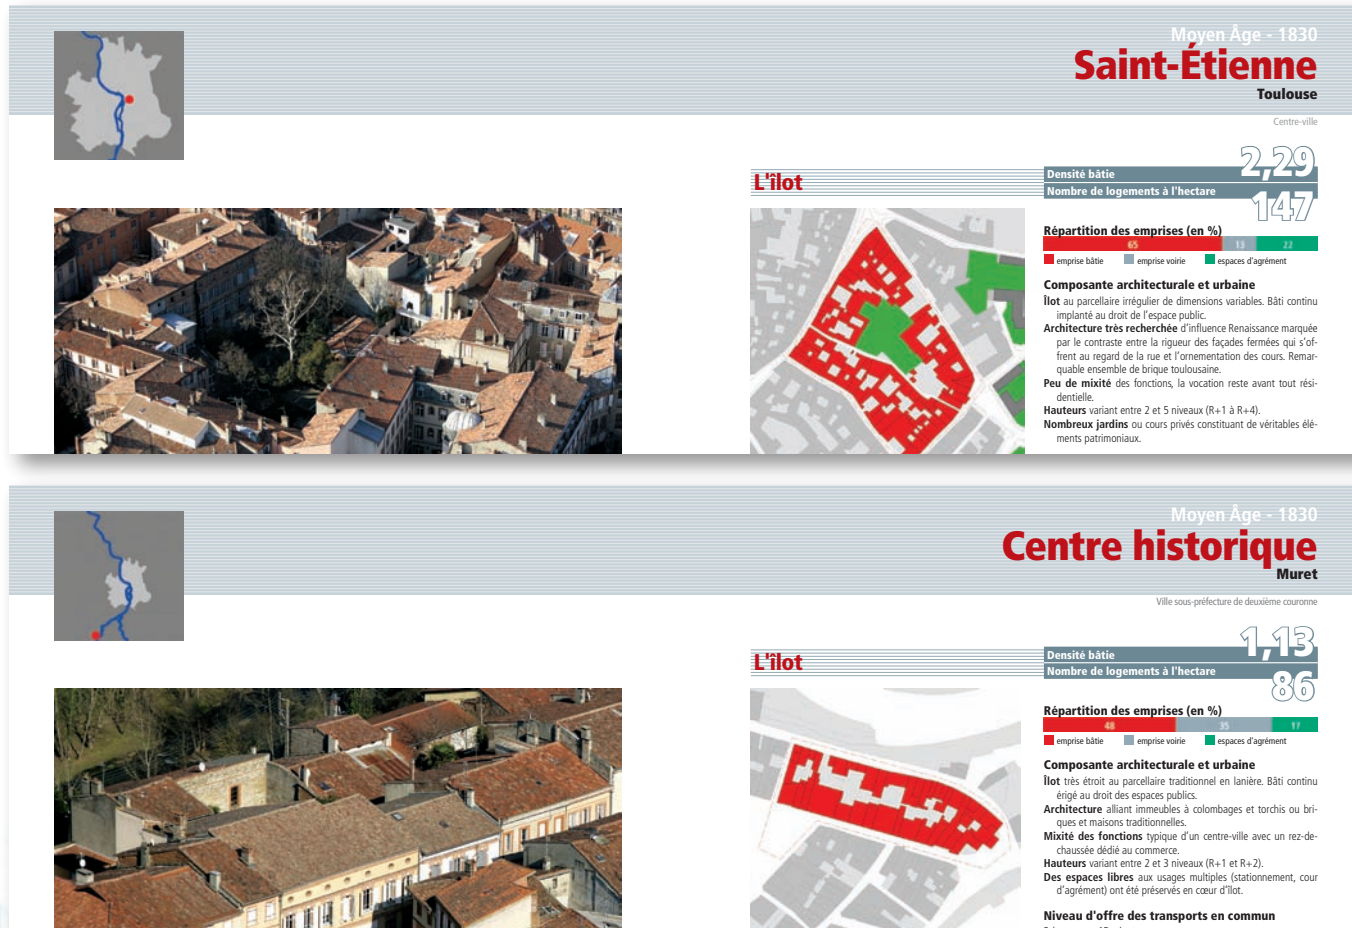 Moyen Âge - 1830
Saint-Étienne
Toulouse
Centre-ville
L'îlot
Densité bâtie 2,29
Nombre de logements à l'hectare 147
Répartition des emprises (en %)
65 13 22
emprise bâtie emprise voirie espaces d'agrément
Composante architecturale et urbaine
Îlot au parcellaire irrégulier de dimensions variables. Bâti continu
implanté au droit de l'espace public.
Architecture très recherchée d'influence Renaissance marquée
par le contraste entre la rigueur des façades fermées qui s'of-
frent au regard de la rue et l'ornementation des cours. Remar-
quable ensemble de brique toulousaine.
Peu de mixité des fonctions, la vocation reste avant tout rési-
dentielle.
Hauteurs variant entre 2 et 5 niveaux (R+1 à R+4).
Nombreux jardins ou cours privés constituant de véritables élé-
ments patrimoniaux.
Moyen Âge - 1830
Centre historique
Muret
Ville sous-préfecture de deuxième couronne
L'îlot
Densité bâtie 1,13
Nombre de logements à l'hectare 86
Répartition des emprises (en %)
48 35 17
emprise bâtie emprise voirie espaces d'agrément
Composante architecturale et urbaine
Îlot très étroit au parcellaire traditionnel en lanière. Bâti continu
érigé au droit des espaces publics.
Architecture alliant immeubles à colombages et torchis ou bri-
ques et maisons traditionnelles.
Mixité des fonctions typique d'un centre-ville avec un rez-de-
chaussée dédié au commerce.
Hauteurs variant entre 2 et 3 niveaux (R+1 et R+2).
Des espaces libres aux usages multiples (stationnement, cour
d'agrément) ont été préservés en cœur d'îlot.
Niveau d'offre des transports en commun